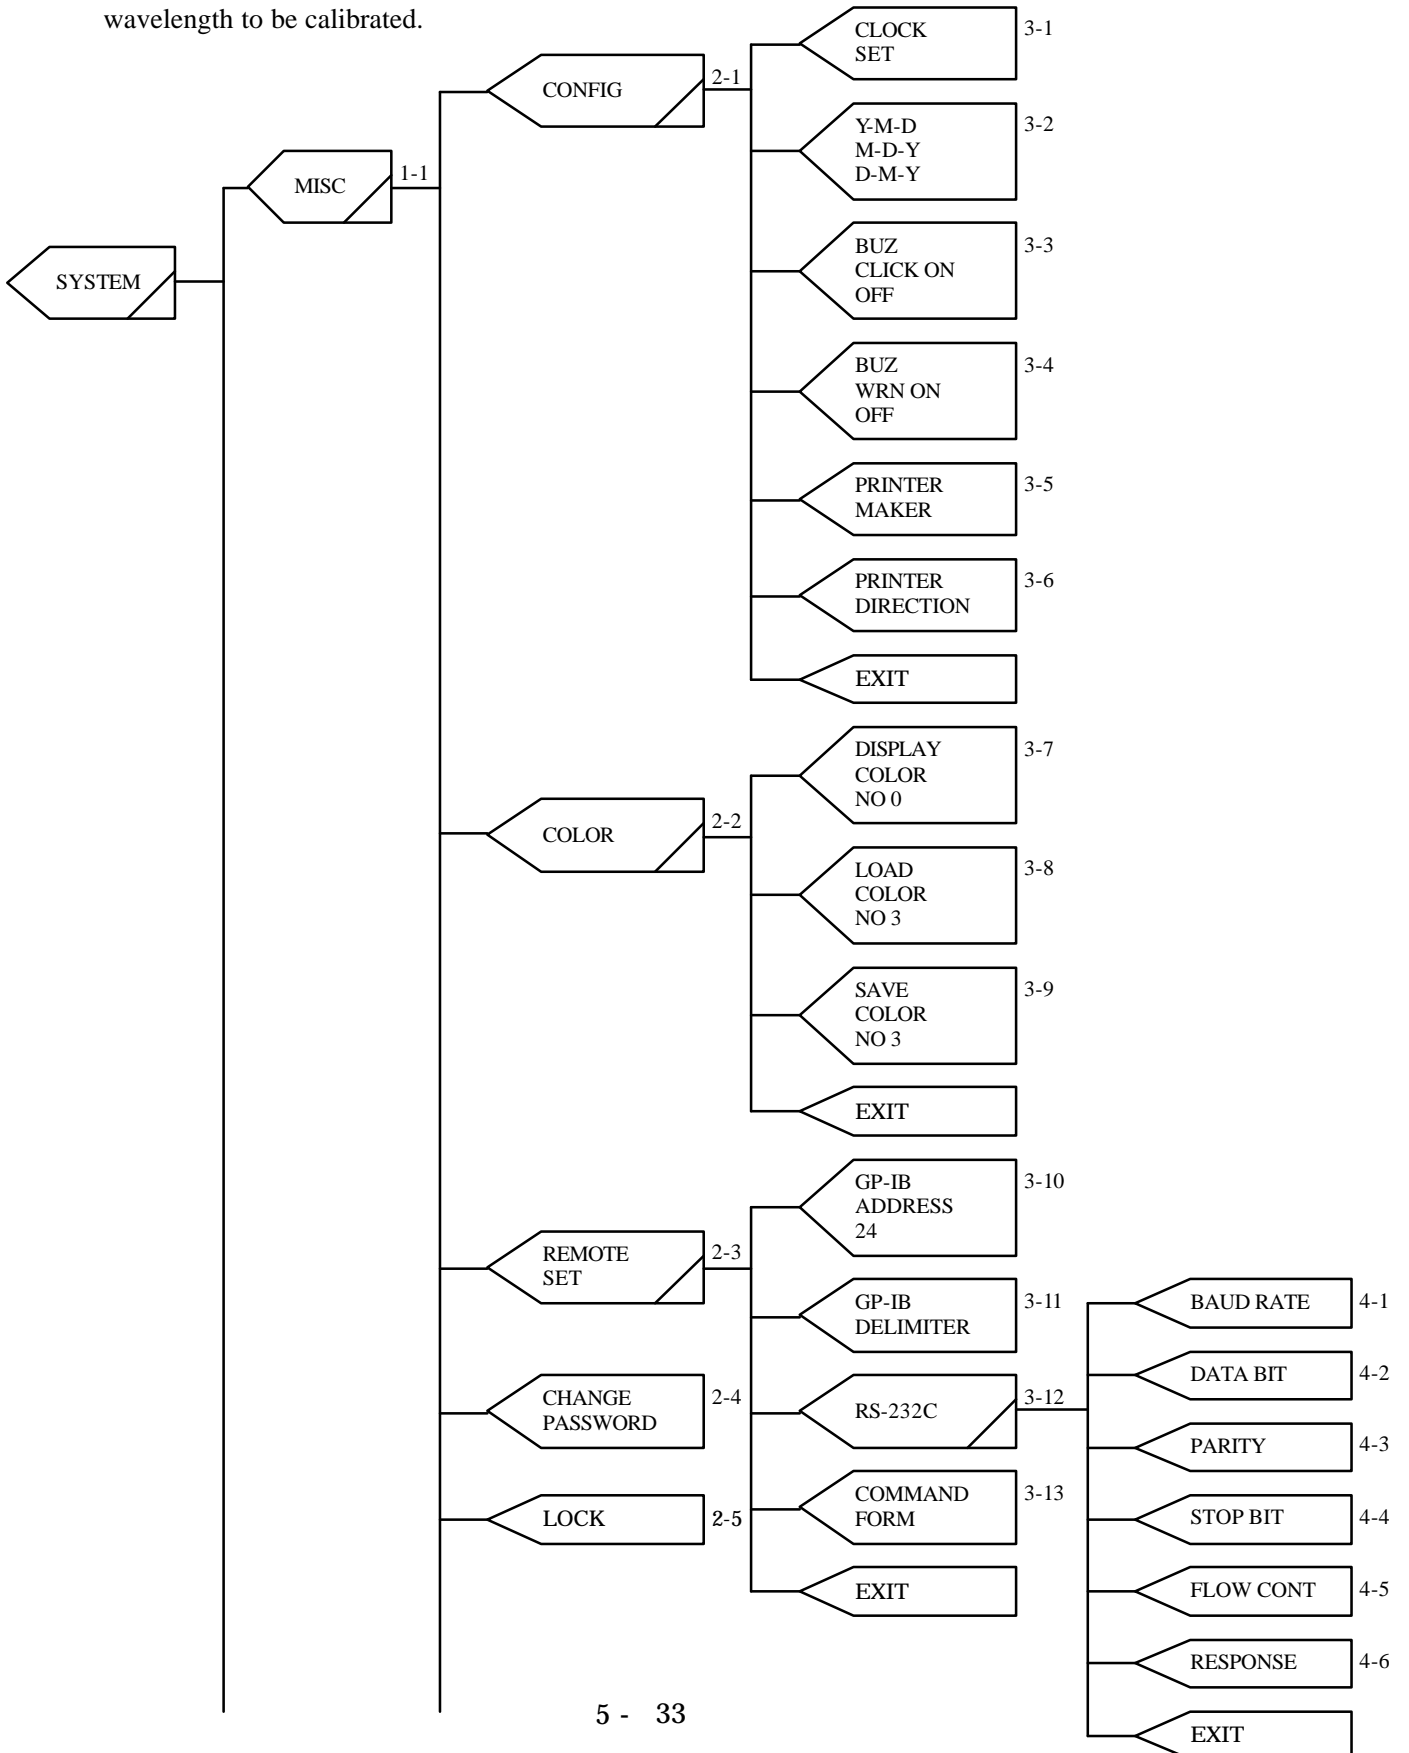 wavelength to be calibrated.
SYSTEM
MISC
1-1
CONFIG
2-1
CLOCK
SET
3-1
Y-M-D
M-D-Y
D-M-Y
3-2
BUZ
CLICK ON
OFF
3-3
BUZ
WRN ON
OFF
3-4
PRINTER
MAKER
3-5
PRINTER
DIRECTION
3-6
EXIT
COLOR
2-2
DISPLAY
COLOR
NO 0
3-7
LOAD
COLOR
NO 3
3-8
SAVE
COLOR
NO 3
3-9
EXIT
REMOTE
SET
2-3
GP-IB
ADDRESS
24
3-10
GP-IB
DELIMITER
3-11
RS-232C
3-12
BAUD RATE
4-1
DATA BIT
4-2
PARITY
4-3
STOP BIT
4-4
FLOW CONT
4-5
RESPONSE
4-6
EXIT
COMMAND
FORM
3-13
EXIT
CHANGE
PASSWORD
2-4
LOCK
2-5
5 - 33